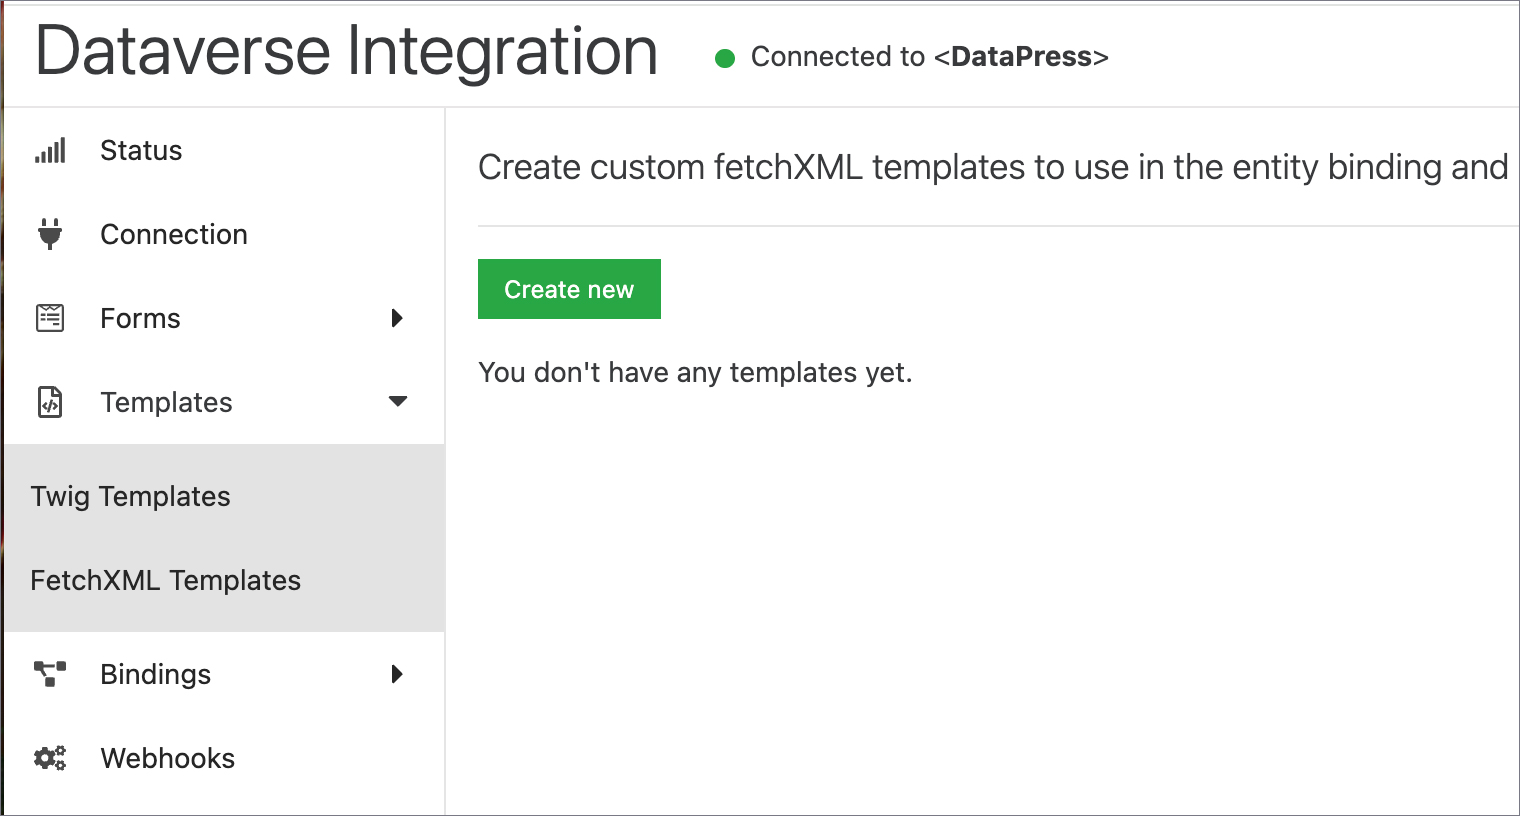 Dataverse Integration
Connected to <DataPress>
Status
Connection
Forms
Templates
Twig Templates
FetchXML Templates
Bindings
Webhooks
Create custom fetchXML templates to use in the entity binding and
Create new
You don't have any templates yet.